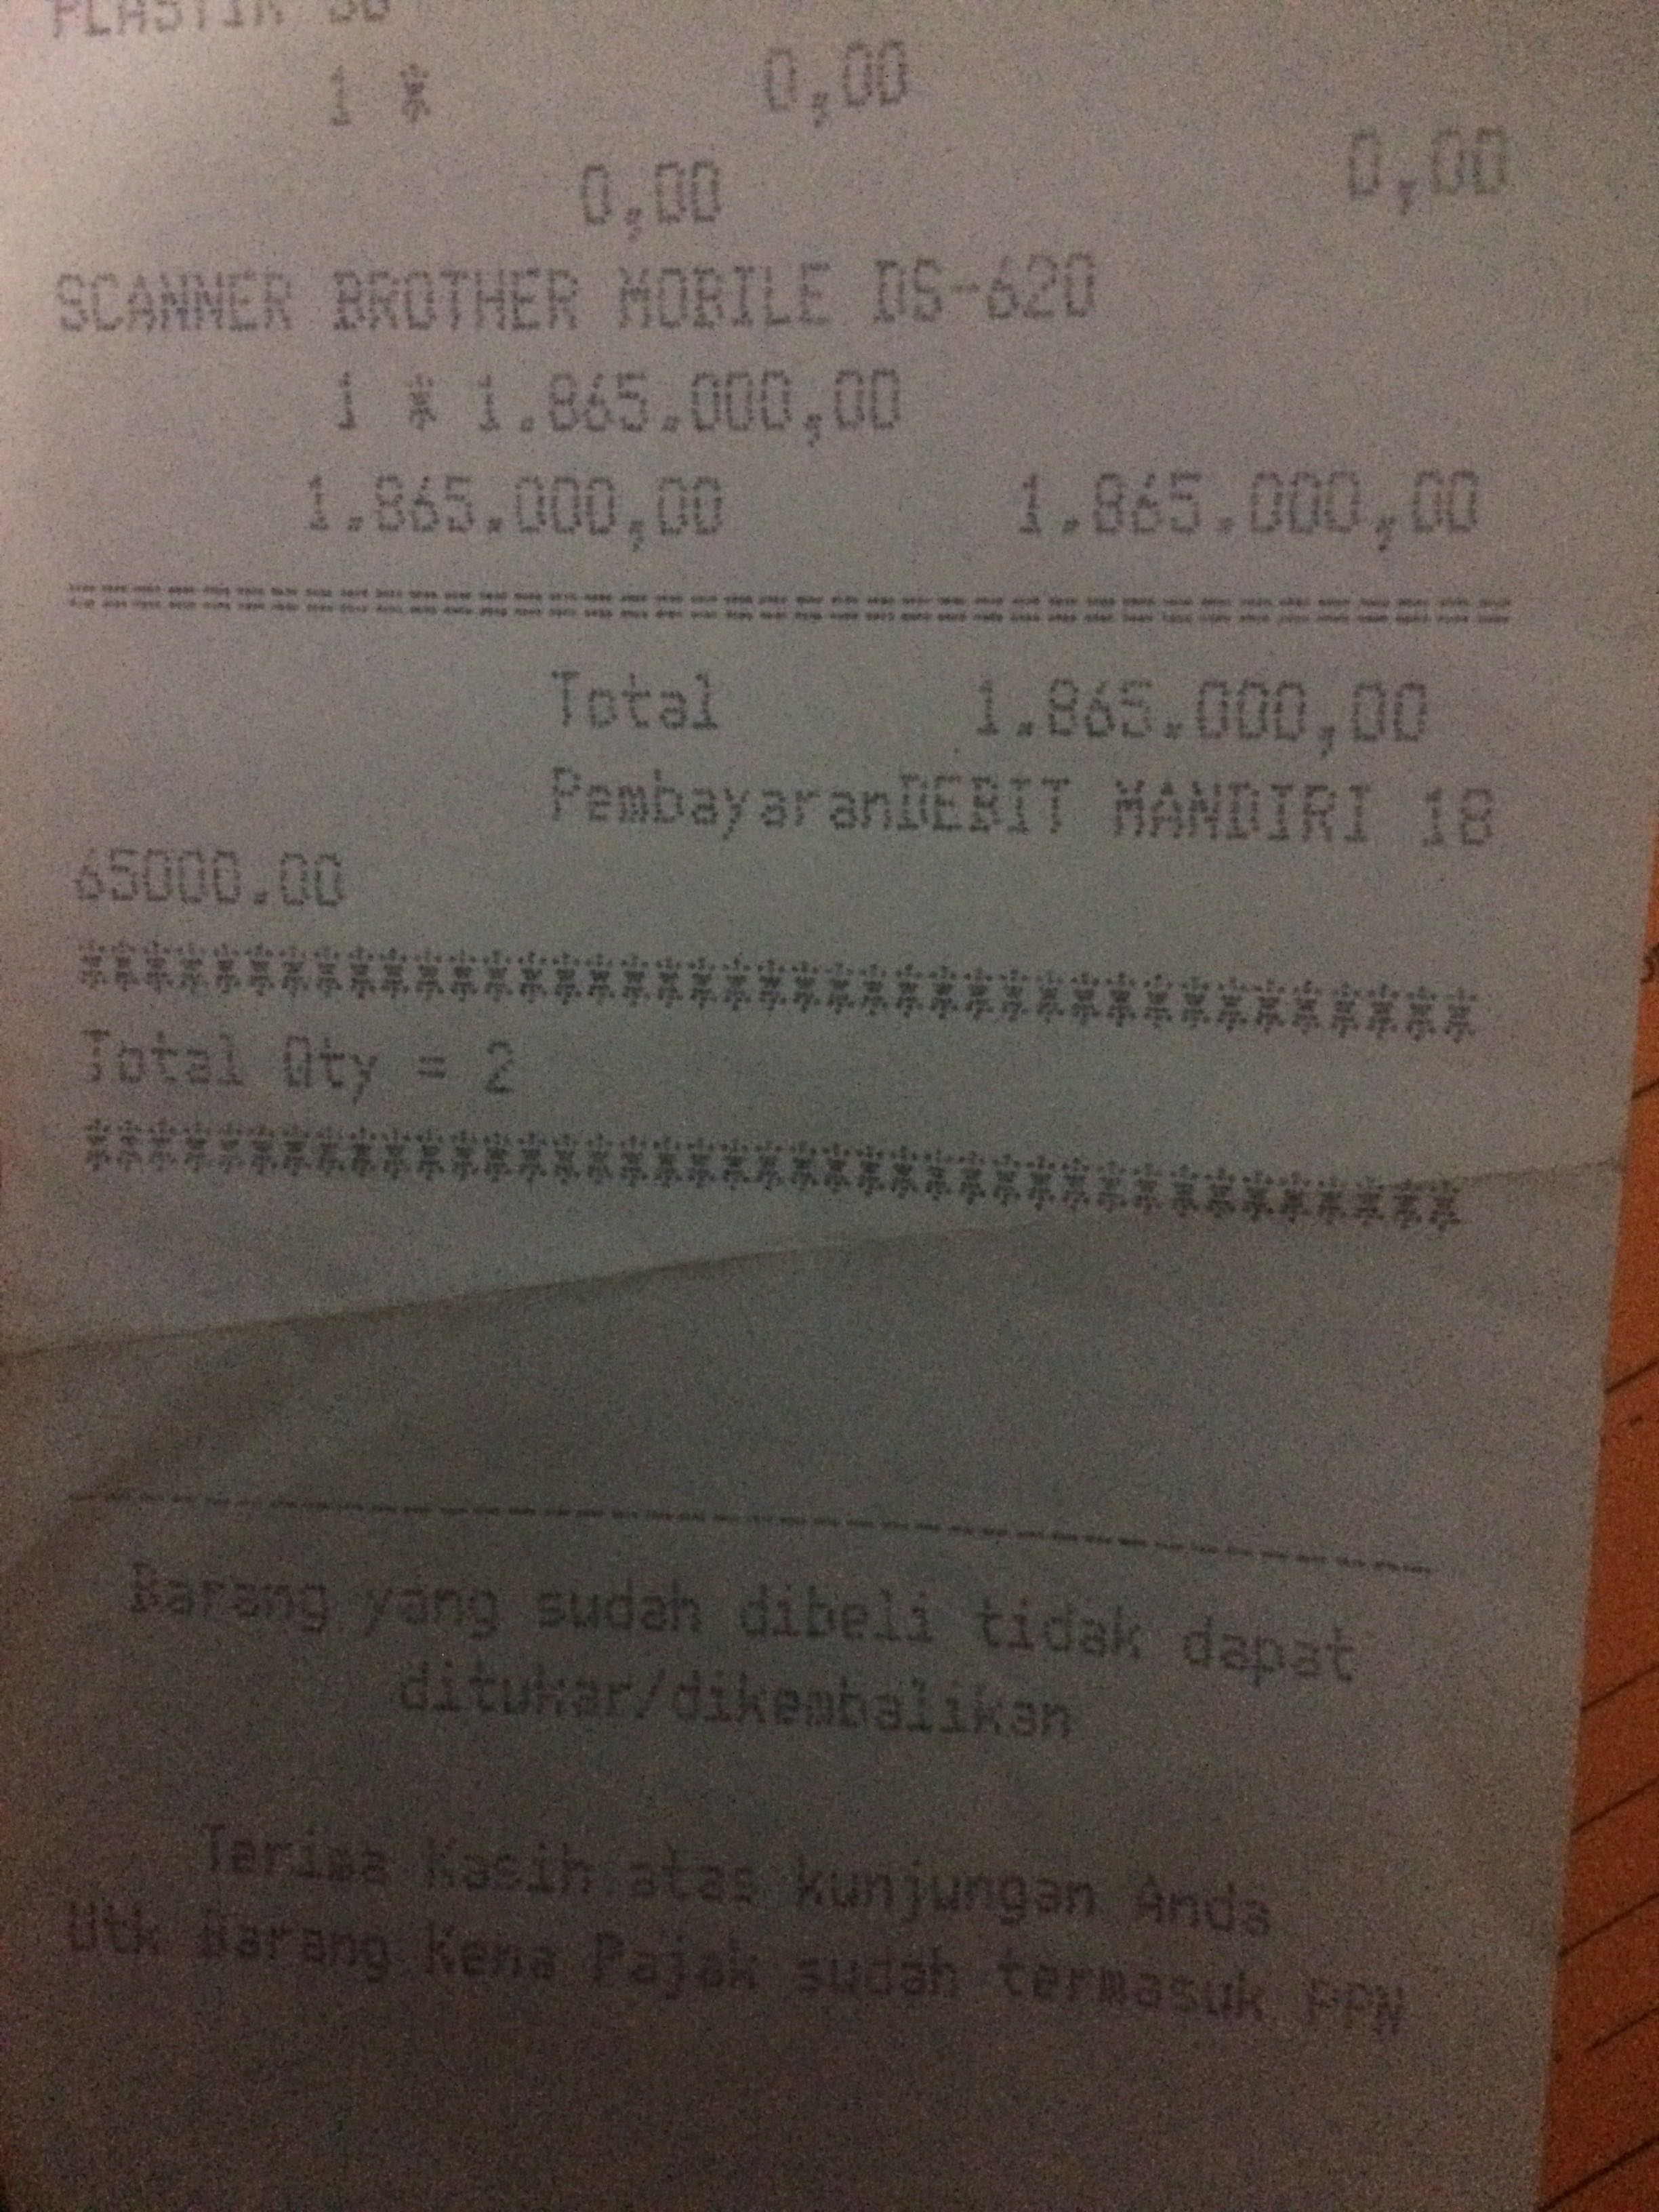 PLASTIK 30
1 * 0,00
0,00 0,00
SCANNER BROTHER MOBILE DS-620
1 * 1.865.000,00
1.865.000,00 1.865.000,00
=========================================
Total 1.865.000,00
PembayaranDEBIT MANDIRI 18
65000.00
****************************************
Total Qty = 2
****************************************
----------------------------------------
Barang yang sudah dibeli tidak dapat
ditukar/dikembalikan
Terima Kasih atas kunjungan Anda
Utk Barang Kena Pajak sudah termasuk PPN